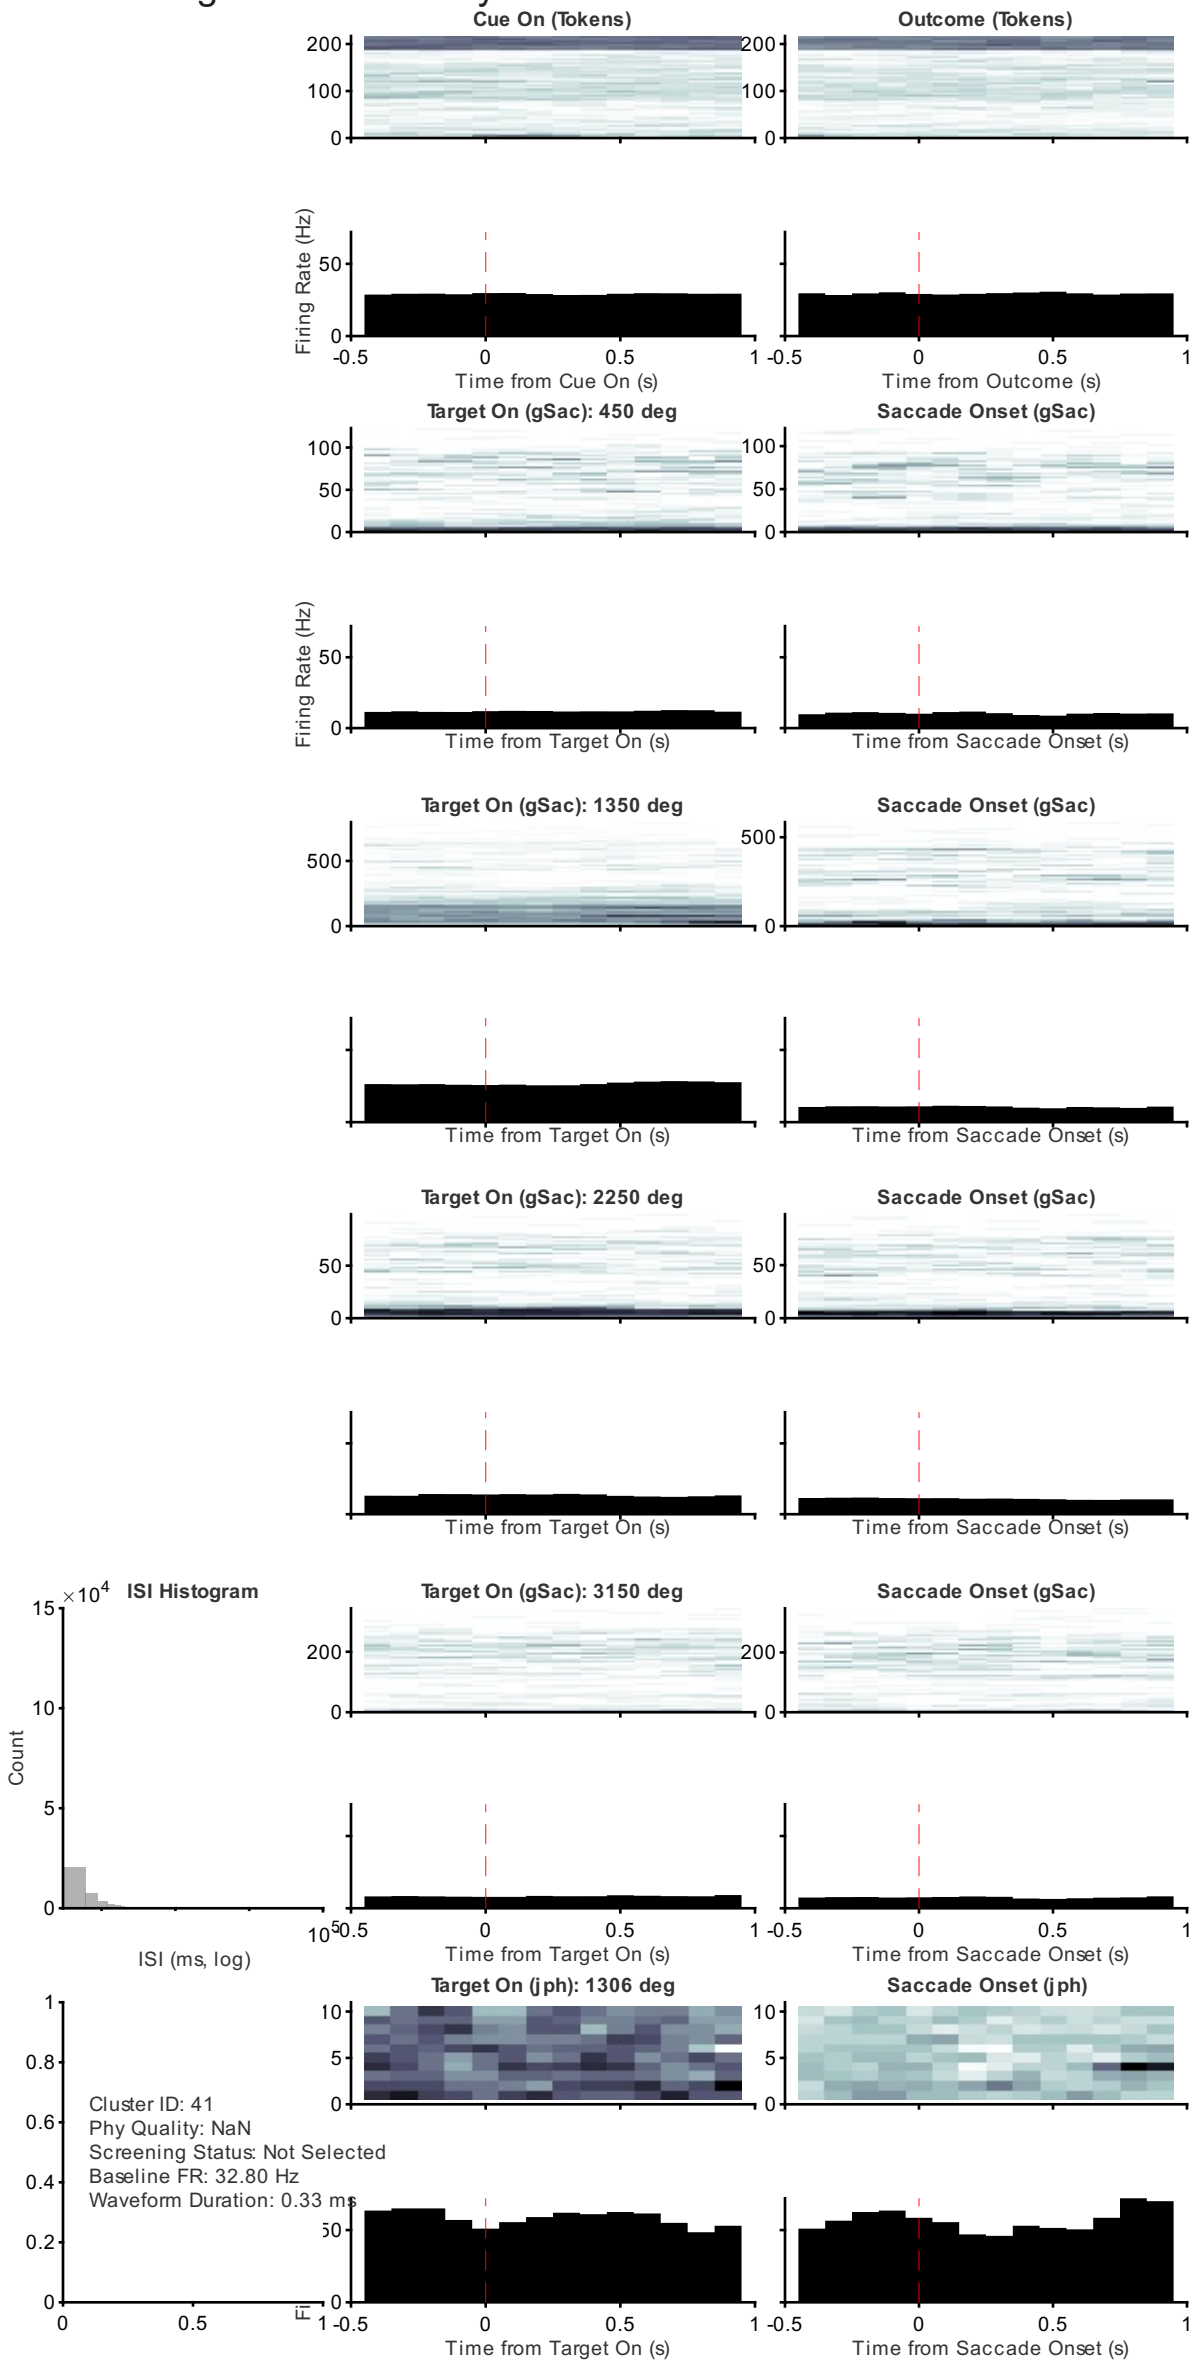 Cue On (Tokens)
Outcome (Tokens)
200
100
0
200
100
0
Firing Rate (Hz)
50
0
-0.5
0
0.5
1
-0.5
0
0.5
1
Time from Cue On (s)
Time from Outcome (s)
Target On (gSac): 450 deg
Saccade Onset (gSac)
100
50
0
100
50
0
Firing Rate (Hz)
50
0
Time from Target On (s)
Time from Saccade Onset (s)
Target On (gSac): 1350 deg
Saccade Onset (gSac)
500
0
500
0
Time from Target On (s)
Time from Saccade Onset (s)
Target On (gSac): 2250 deg
Saccade Onset (gSac)
50
0
50
0
Time from Target On (s)
Time from Saccade Onset (s)
×10⁴
ISI Histogram
15
10
5
0
Count
10⁵
ISI (ms, log)
Target On (gSac): 3150 deg
Saccade Onset (gSac)
200
0
200
0
-0.5
0
0.5
1
-0.5
0
0.5
1
Time from Target On (s)
Time from Saccade Onset (s)
Target On (jph): 1306 deg
Saccade Onset (jph)
10
5
0
10
5
0
1
0.8
0.6
0.4
0.2
0
0
0.5
1
Cluster ID: 41
Phy Quality: NaN
Screening Status: Not Selected
Baseline FR: 32.80 Hz
Waveform Duration: 0.33 ms
Fi
50
0
-0.5
0
0.5
1
-0.5
0
0.5
1
Time from Target On (s)
Time from Saccade Onset (s)